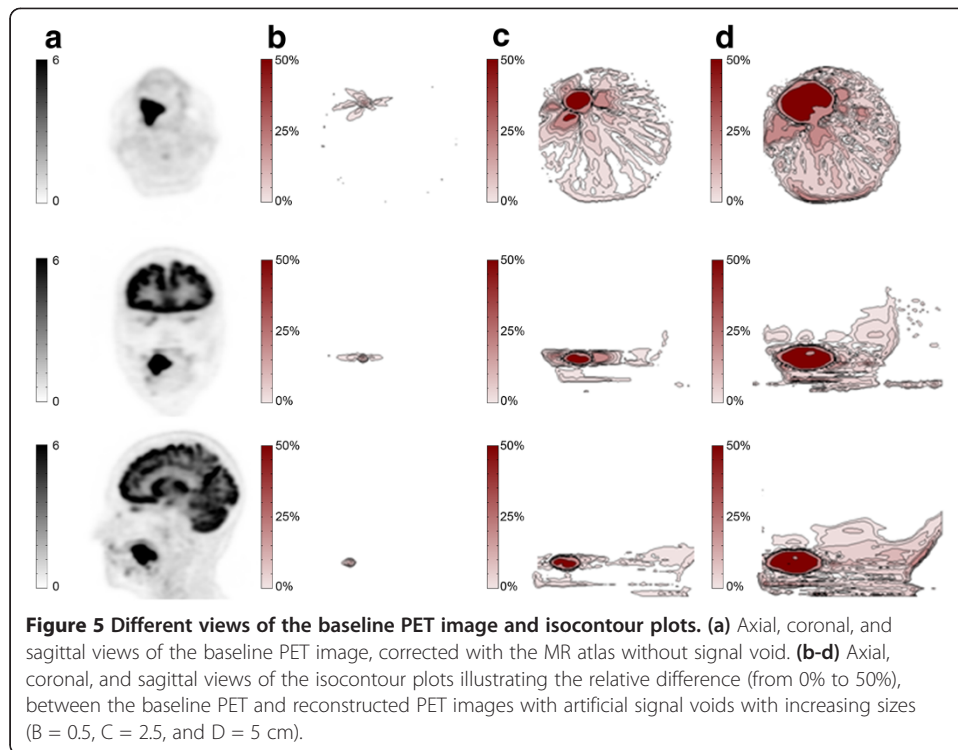 a b c d
6 50% 50% 50%
25% 25% 25%
0 0% 0% 0%
6 50% 50% 50%
25% 25% 25%
0 0% 0% 0%
6 50% 50% 50%
25% 25% 25%
0 0% 0% 0%
Figure 5 Different views of the baseline PET image and isocontour plots. (a) Axial, coronal, and
sagittal views of the baseline PET image, corrected with the MR atlas without signal void. (b-d) Axial,
coronal, and sagittal views of the isocontour plots illustrating the relative difference (from 0% to 50%),
between the baseline PET and reconstructed PET images with artificial signal voids with increasing sizes
(B = 0.5, C = 2.5, and D = 5 cm).